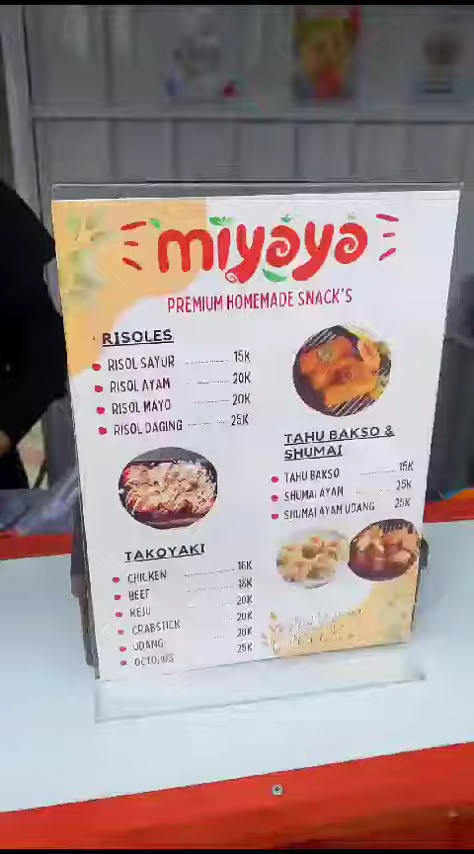 miyayo
PREMIUM HOMEMADE SNACK'S
RISOLES
RISOL SAYUR 15K
RISOL AYAM 20K
RISOL MAYO 20K
RISOL DAGING 25K
TAHU BAKSO &
SHUMAI
TAHU BAKSO 15K
SHUMAI AYAM 25K
SHUMAI AYAM UDANG 25K
TAKOYAKI
CHICKEN 16K
BEEF 18K
KEJU 20K
CRABSTICK 20K
UDANG 20K
OCTOPUS 25K